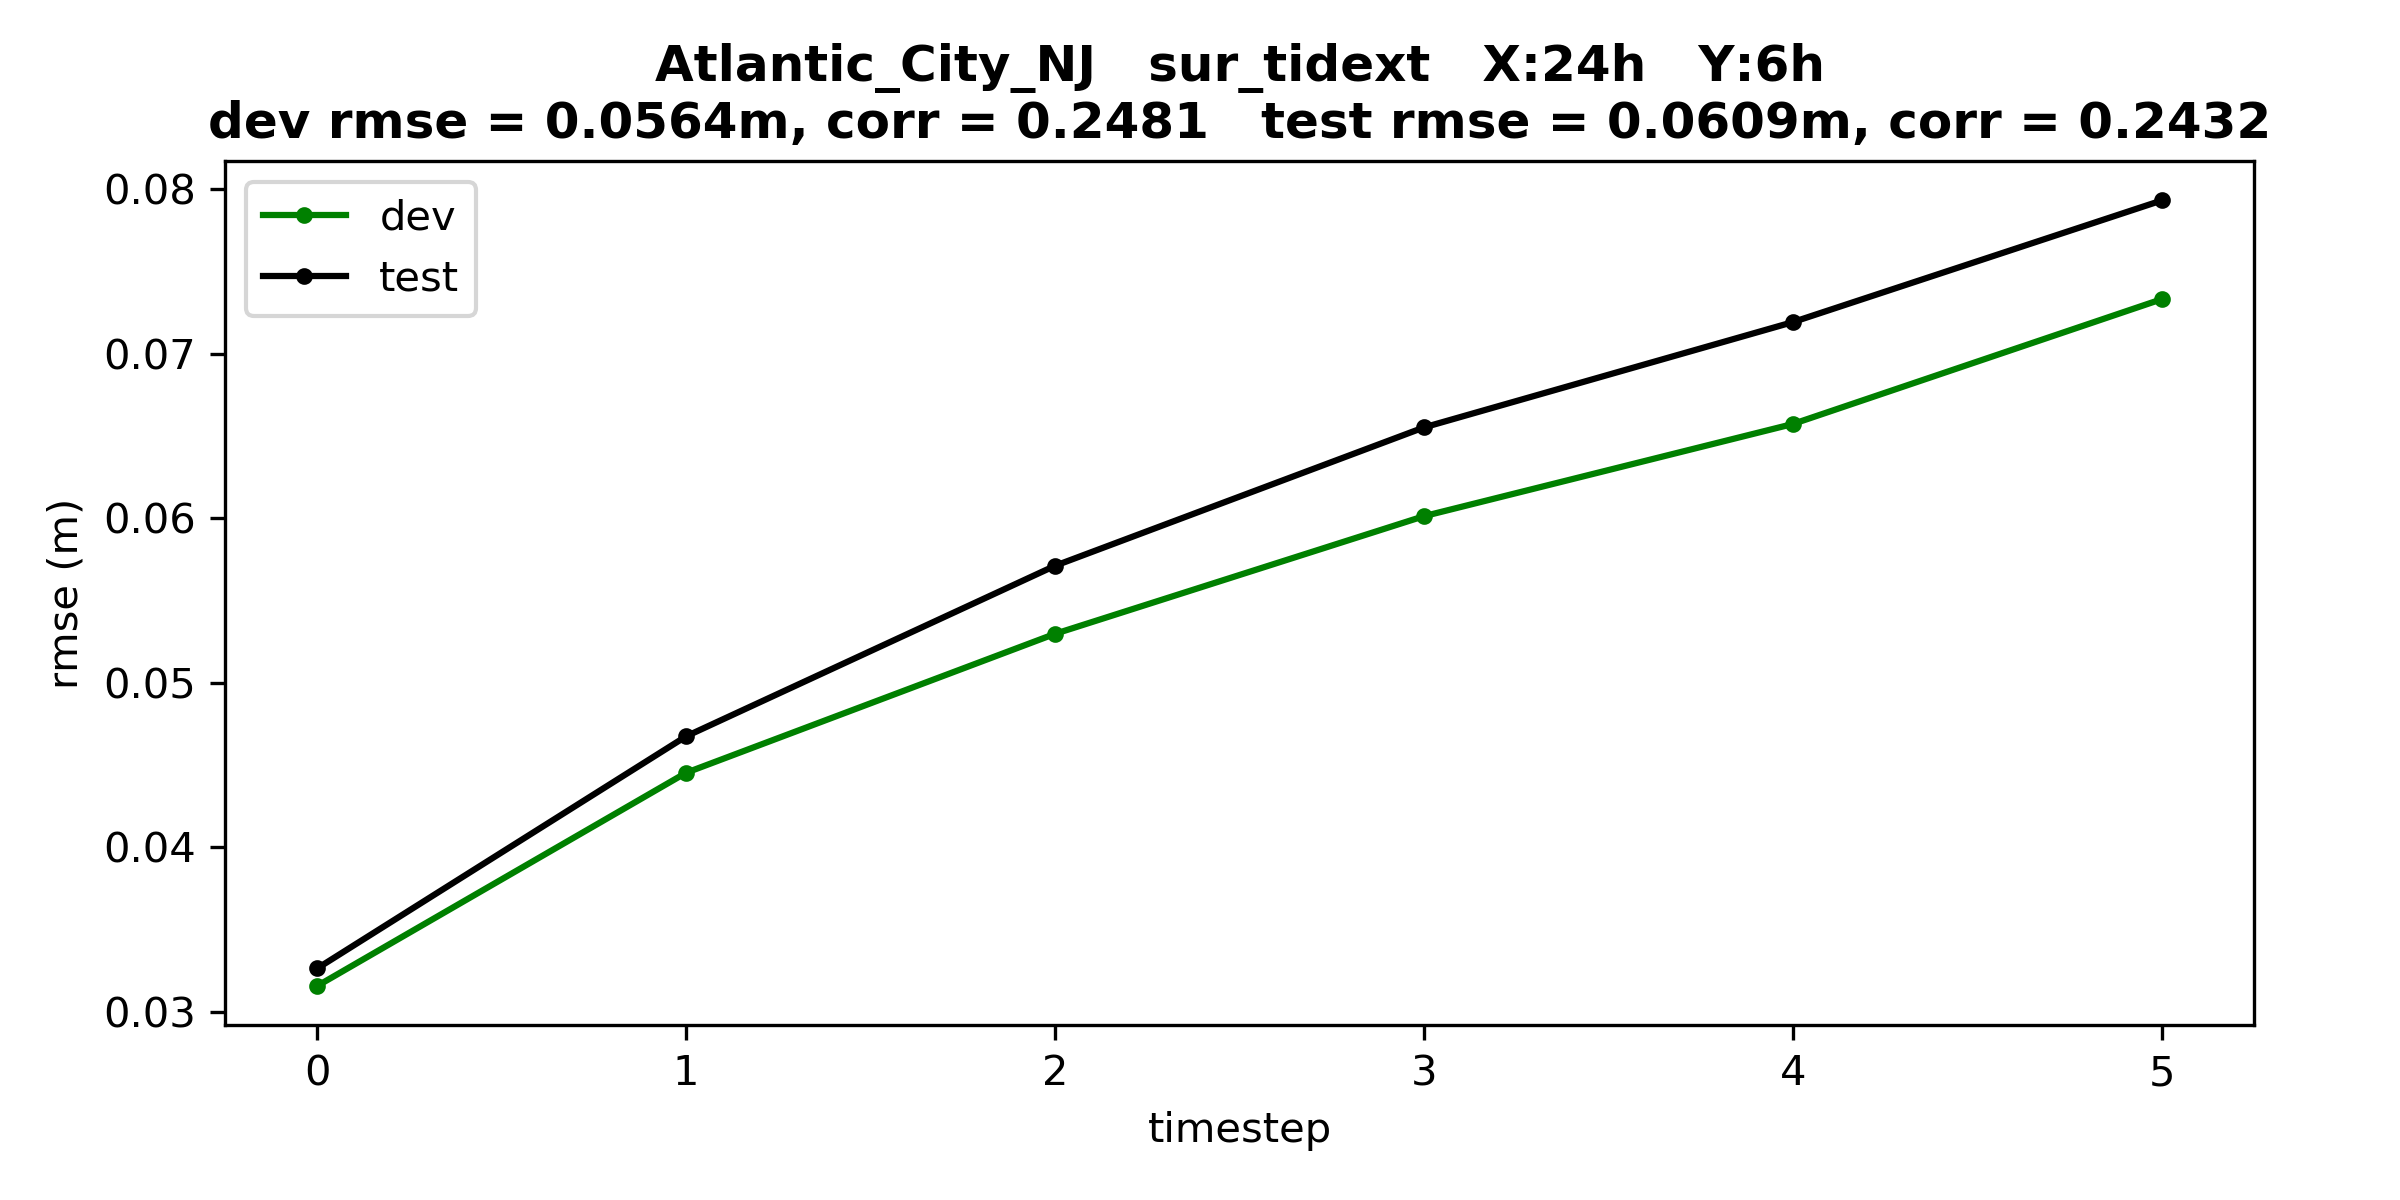 Atlantic_City_NJ sur_tidext X:24h Y:6h
dev rmse = 0.0564m, corr = 0.2481 test rmse = 0.0609m, corr = 0.2432
dev
test
rmse (m)
0.08
0.07
0.06
0.05
0.04
0.03
0 1 2 3 4 5
timestep